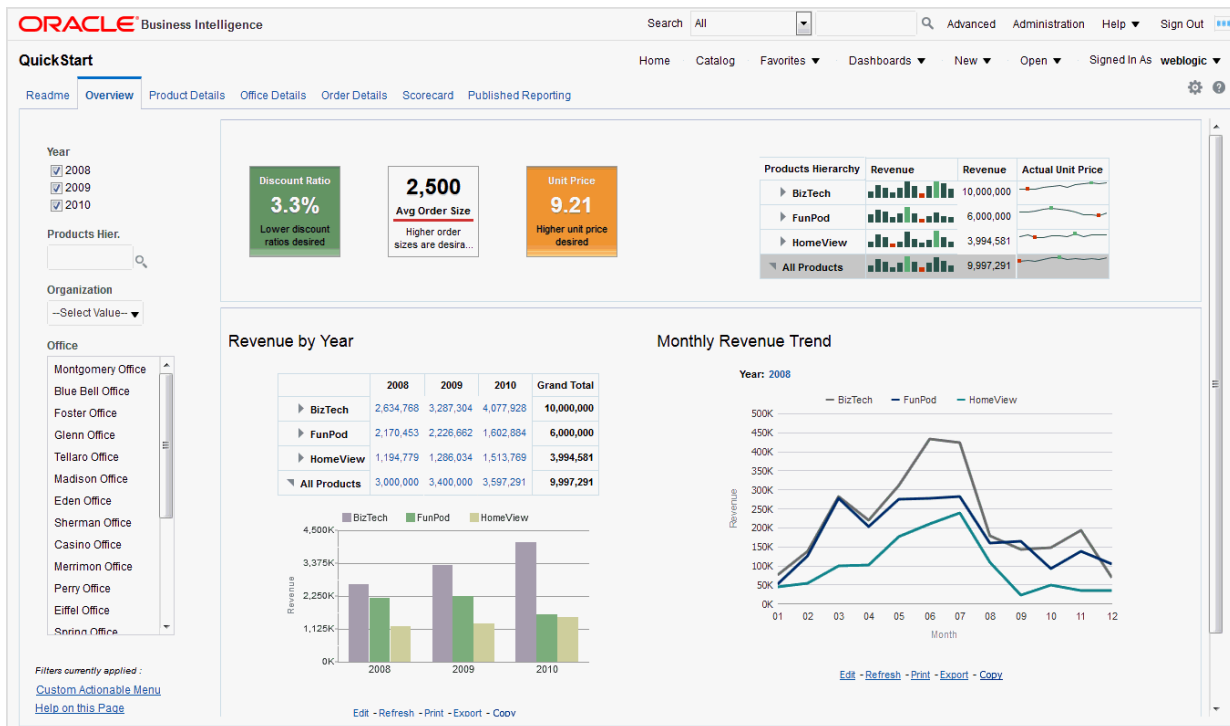 ORACLE Business Intelligence
Search All Advanced Administration Help Sign Out
QuickStart
Home Catalog Favorites Dashboards New Open Signed In As weblogic
Readme Overview Product Details Office Details Order Details Scorecard Published Reporting
Year
2008
2009
2010
Products Hier.
Organization
--Select Value--
Office
Montgomery Office
Blue Bell Office
Foster Office
Glenn Office
Tellaro Office
Madison Office
Eden Office
Sherman Office
Casino Office
Merrimon Office
Perry Office
Eiffel Office
Spring Office
Filters currently applied :
Custom Actionable Menu
Help on this Page
Discount Ratio
3.3%
Lower discount
ratios desired
2,500
Avg Order Size
Higher order
sizes are desira...
Unit Price
9.21
Higher unit price
desired
Products Hierarchy Revenue Revenue Actual Unit Price
BizTech 10,000,000
FunPod 6,000,000
HomeView 3,994,581
All Products 9,997,291
Revenue by Year
2008 2009 2010 Grand Total
BizTech 2,634,768 3,287,304 4,077,928 10,000,000
FunPod 2,170,453 2,226,662 1,602,884 6,000,000
HomeView 1,194,779 1,286,034 1,513,769 3,994,581
All Products 3,000,000 3,400,000 3,597,291 9,997,291
BizTech FunPod HomeView
4,500K
3,375K
2,250K
1,125K
0K
Revenue
2008 2009 2010
Edit - Refresh - Print - Export - Copy
Monthly Revenue Trend
Year: 2008
BizTech FunPod HomeView
500K
450K
400K
350K
300K
250K
200K
150K
100K
50K
0K
Revenue
01 02 03 04 05 06 07 08 09 10 11 12
Month
Edit - Refresh - Print - Export - Copy